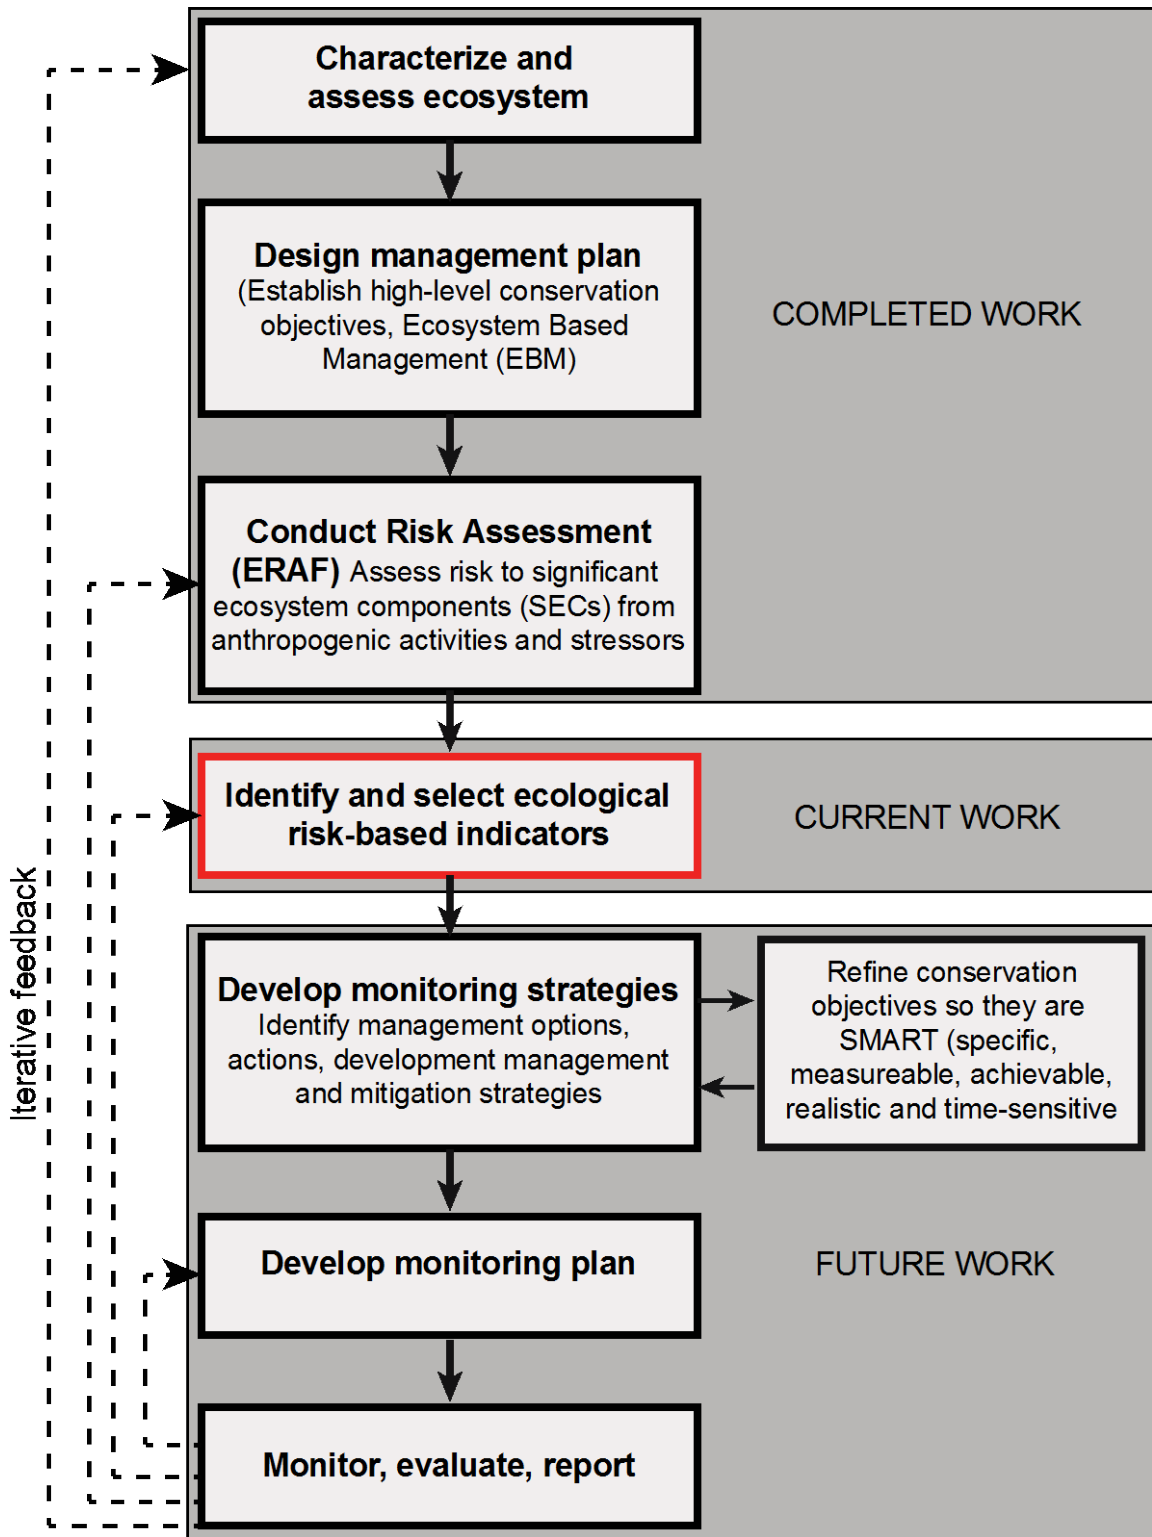 Characterize and
assess ecosystem
Design management plan
(Establish high-level conservation
objectives, Ecosystem Based
Management (EBM)
COMPLETED WORK
Conduct Risk Assessment
(ERAF) Assess risk to significant
ecosystem components (SECs) from
anthropogenic activities and stressors
Identify and select ecological
risk-based indicators
CURRENT WORK
Iterative feedback
Develop monitoring strategies
Identify management options,
actions, development management
and mitigation strategies
Refine conservation
objectives so they are
SMART (specific,
measureable, achievable,
realistic and time-sensitive
Develop monitoring plan
FUTURE WORK
Monitor, evaluate, report